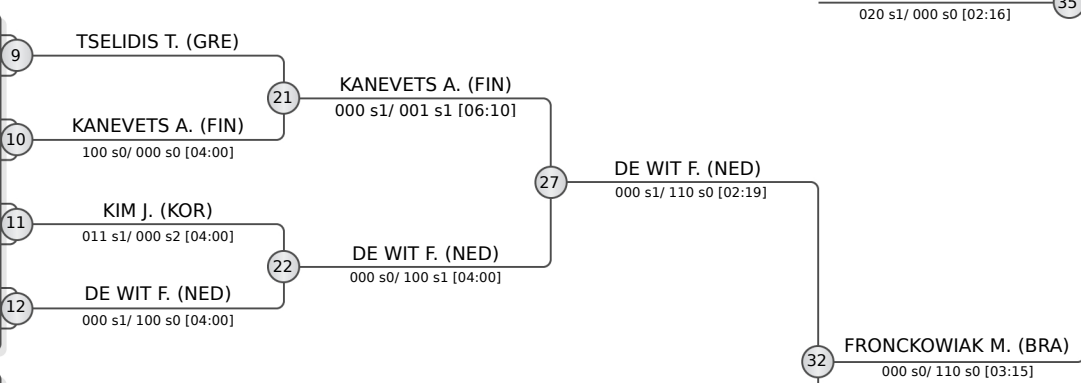 35
020 s1/ 000 s0 [02:16]
9
TSELIDIS T. (GRE)
21
KANEVETS A. (FIN)
000 s1/ 001 s1 [06:10]
10
KANEVETS A. (FIN)
100 s0/ 000 s0 [04:00]
27
DE WIT F. (NED)
000 s1/ 110 s0 [02:19]
11
KIM J. (KOR)
011 s1/ 000 s2 [04:00]
22
DE WIT F. (NED)
000 s0/ 100 s1 [04:00]
12
DE WIT F. (NED)
000 s1/ 100 s0 [04:00]
32
FRONCKOWIAK M. (BRA)
000 s0/ 110 s0 [03:15]